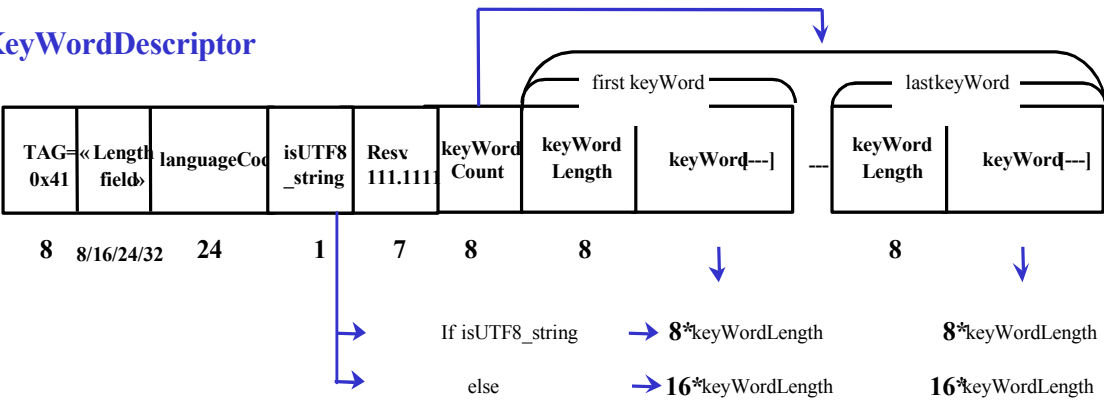 KeyWordDescriptor
first keyWord
lastkeyWord
TAG= 0x41
« Length field»
languageCod
isUTF8 _string
Resv. 111.1111
keyWord Count
keyWord Length
keyWord[---]
---
keyWord Length
keyWord[---]
8 8/16/24/32 24 1 7 8 8 8
If isUTF8_string 8*keyWordLength 8*keyWordLength
else 16*keyWordLength 16*keyWordLength